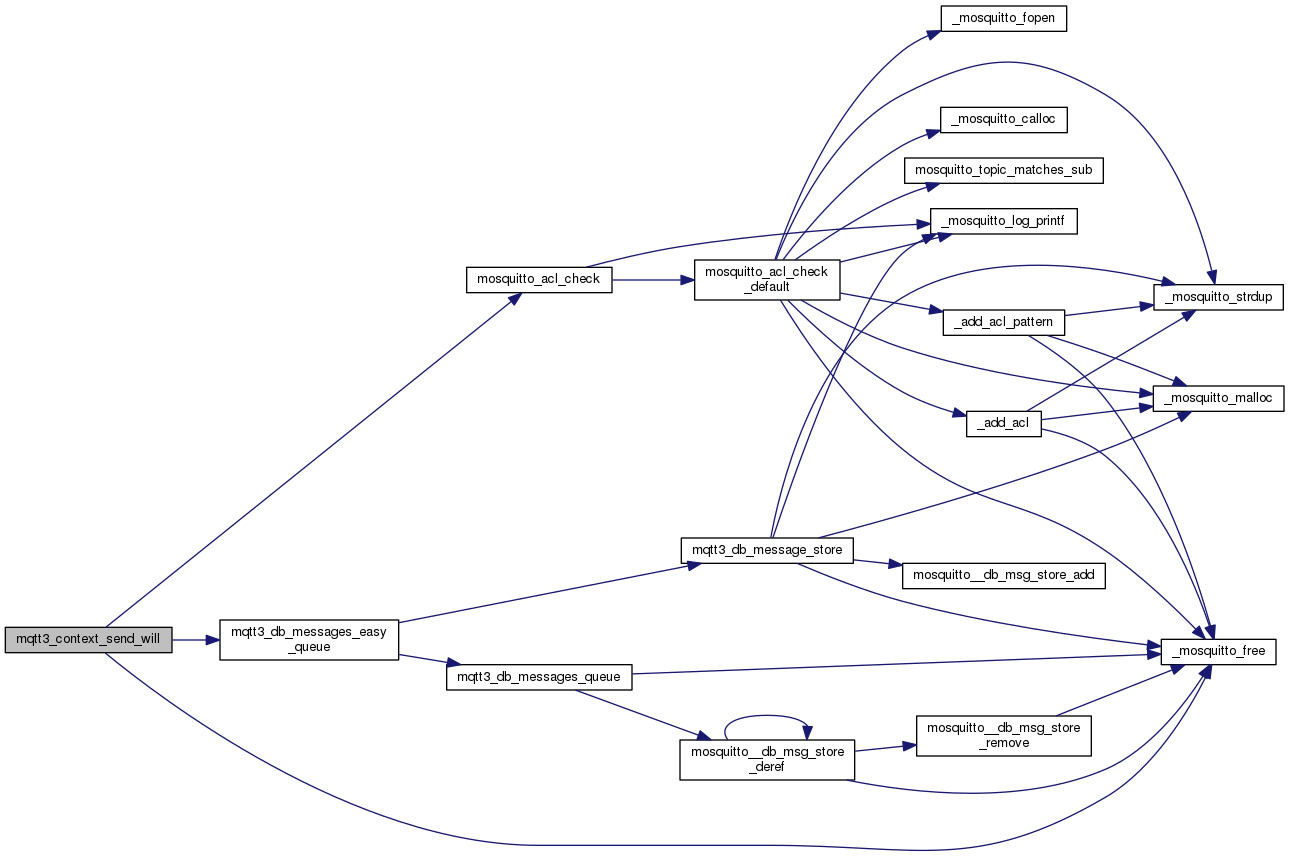 _mosquitto_fopen
_mosquitto_calloc
mosquitto_topic_matches_sub
_mosquitto_log_printf
mosquitto_acl_check
mosquitto_acl_check
_default
_mosquitto_strdup
_add_acl_pattern
_mosquitto_malloc
_add_acl
mqtt3_db_message_store
mosquitto__db_msg_store_add
mqtt3_context_send_will
mqtt3_db_messages_easy
_queue
_mosquitto_free
mqtt3_db_messages_queue
mosquitto__db_msg_store
_remove
mosquitto__db_msg_store
_deref